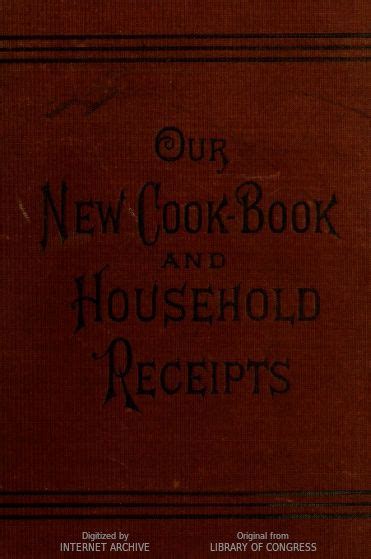 OUR
NEW COOK-BOOK
AND
HOUSEHOLD
RECEIPTS
Digitized by Original from
INTERNET ARCHIVE LIBRARY OF CONGRESS